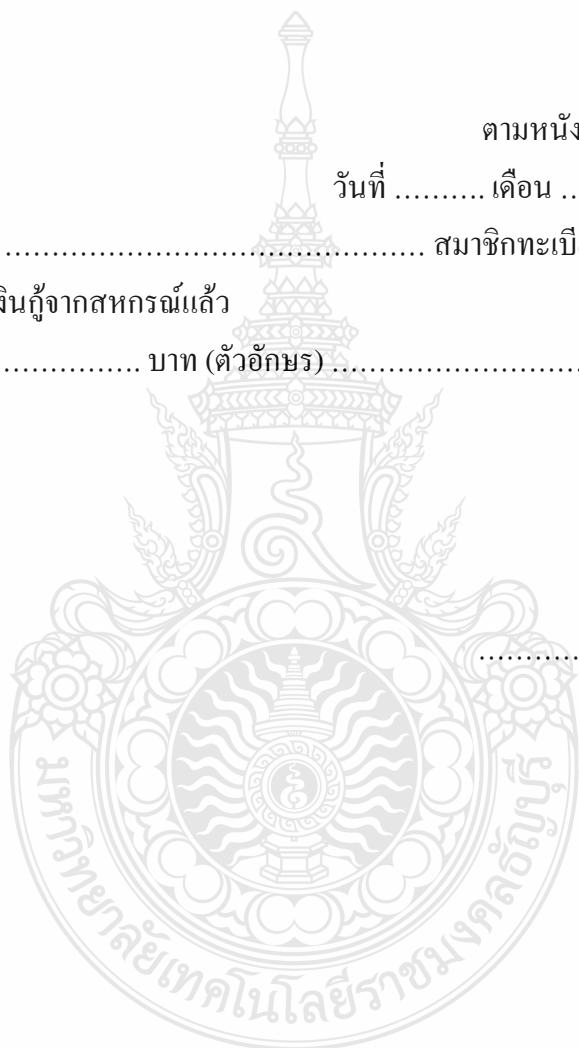 ตามหนัง
วันที่ .......... เดือน ...
............................................ สมาชิกทะเบี
งินกู้จากสหกรณ์แล้ว
............... บาท (ตัวอักษร) ..........................
...........
มหาวิทยาลัยเทคโนโลยีราชมงคลธัญบุรี